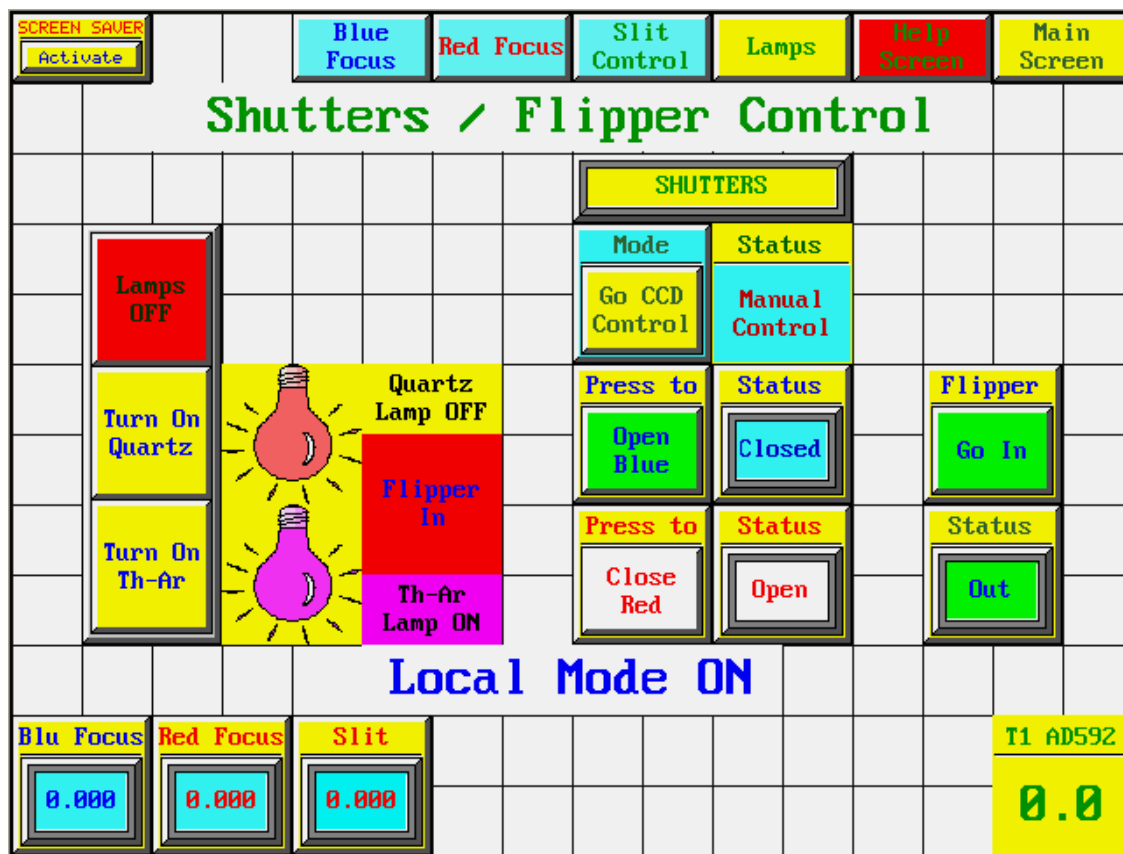 SCREEN SAVER
Activate
Blue
Focus
Red Focus
Slit
Control
Lamps
Help
Screen
Main
Screen
Shutters / Flipper Control
SHUTTERS
Mode
Go CCD
Control
Status
Manual
Control
Lamps
OFF
Turn On
Quartz
Turn On
Th-Ar
Quartz
Lamp OFF
Flipper
In
Th-Ar
Lamp ON
Press to
Open
Blue
Status
Closed
Flipper
Go In
Press to
Close
Red
Status
Open
Status
Out
Local Mode ON
Blu Focus
0.000
Red Focus
0.000
Slit
0.000
T1 AD592
0.0